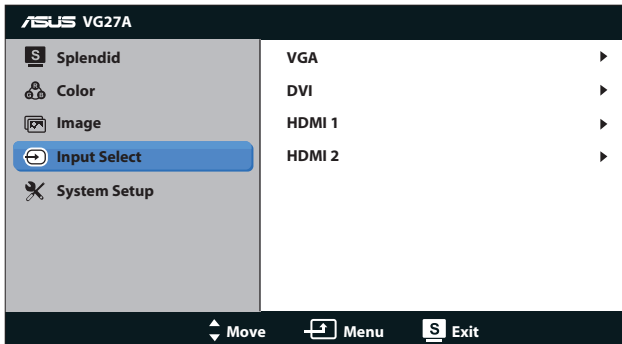 ASUS VG27A
S Splendid
Color
Image
Input Select
System Setup
VGA
DVI
HDMI 1
HDMI 2
Move Menu S Exit